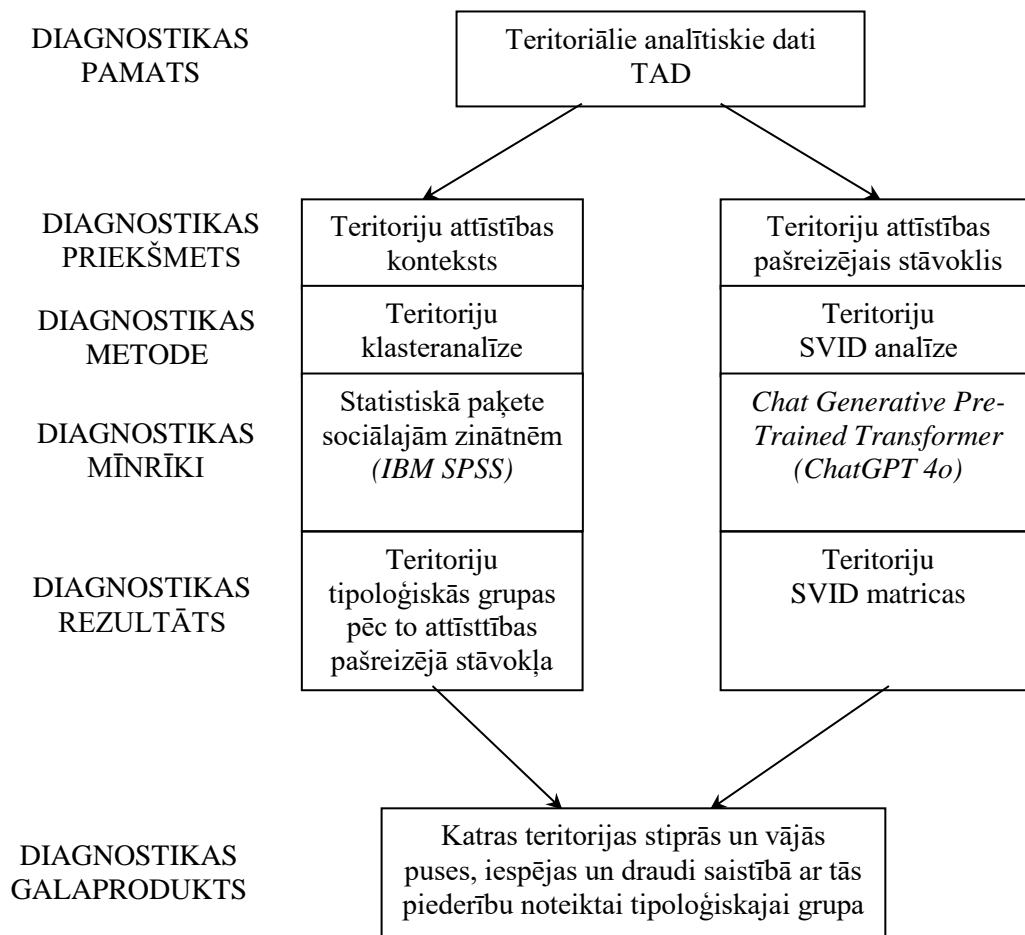 DIAGNOSTIKAS
PAMATS
Teritoriālie analītiskie dati
TAD
DIAGNOSTIKAS
PRIEKŠMETS
Teritoriju attīstības
konteksts
Teritoriju attīstības
pašreizējais stāvoklis
DIAGNOSTIKAS
METODE
Teritoriju
klasteranalīze
Teritoriju
SVID analīze
DIAGNOSTIKAS
MĪNRĪKI
Statistiskā paķete
sociālajām zinātnēm
(IBM SPSS)
Chat Generative Pre-
Trained Transformer
(ChatGPT 4o)
DIAGNOSTIKAS
REZULTĀTS
Teritoriju
tipoloģiskās grupas
pēc to attīsttības
pašreizējā stāvokļa
Teritoriju
SVID matricas
DIAGNOSTIKAS
GALAPRODUKTS
Katras teritorijas stiprās un vājās
puses, iespējas un draudi saistībā ar tās
piederību noteiktai tipoloģiskajai grupa